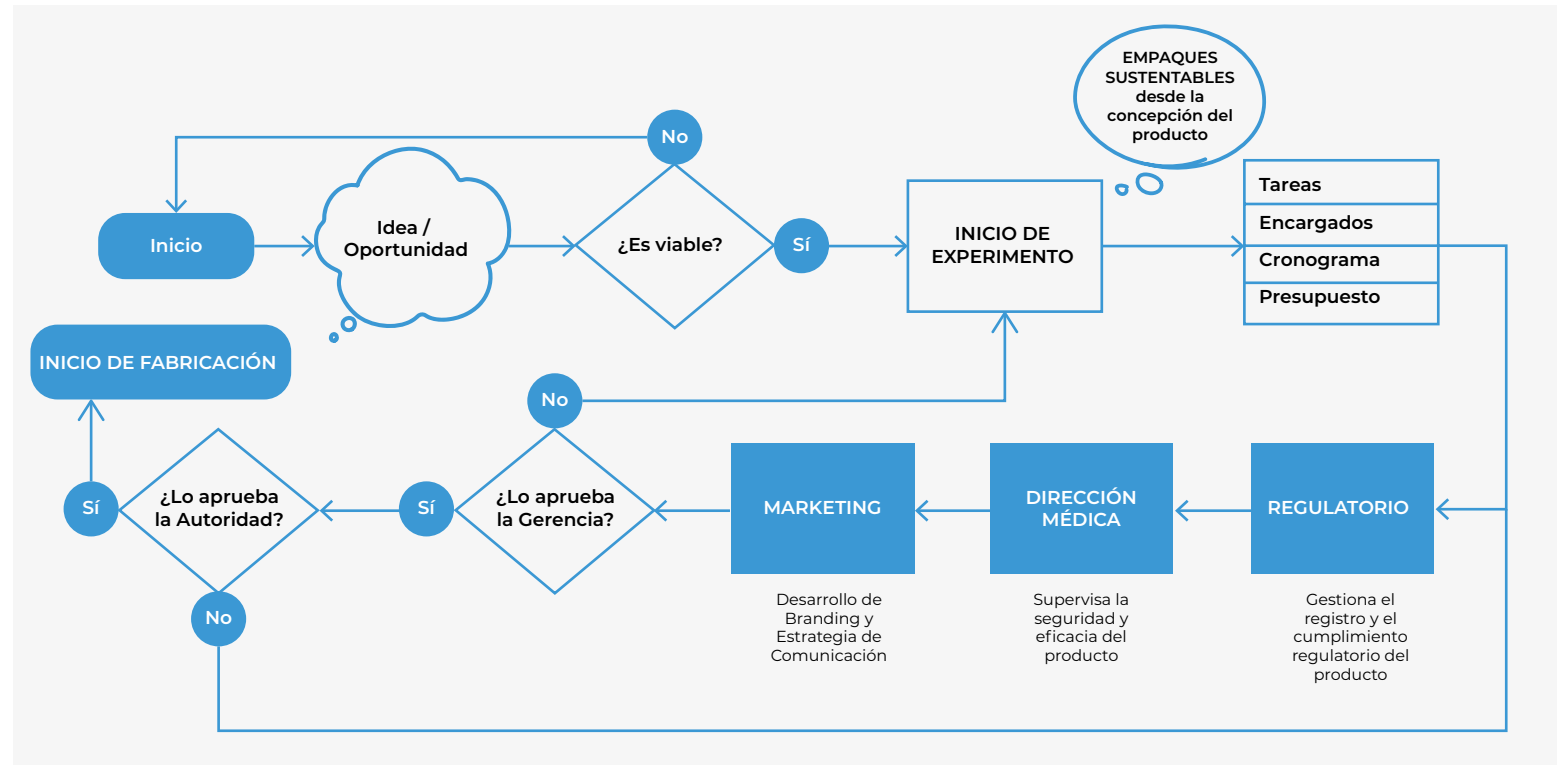 EMPAQUES
SUSTENTABLES
desde la
concepción del
producto
No
Inicio
Idea /
Oportunidad
¿Es viable?
Sí
INICIO DE
EXPERIMENTO
Tareas
Encargados
Cronograma
Presupuesto
INICIO DE FABRICACIÓN
No
Sí
¿Lo aprueba
la Autoridad?
Sí
¿Lo aprueba
la Gerencia?
MARKETING
DIRECCIÓN
MÉDICA
REGULATORIO
No
Desarrollo de
Branding y
Estrategia de
Comunicación
Supervisa la
seguridad y
eficacia del
producto
Gestiona el
registro y el
cumplimiento
regulatorio del
producto